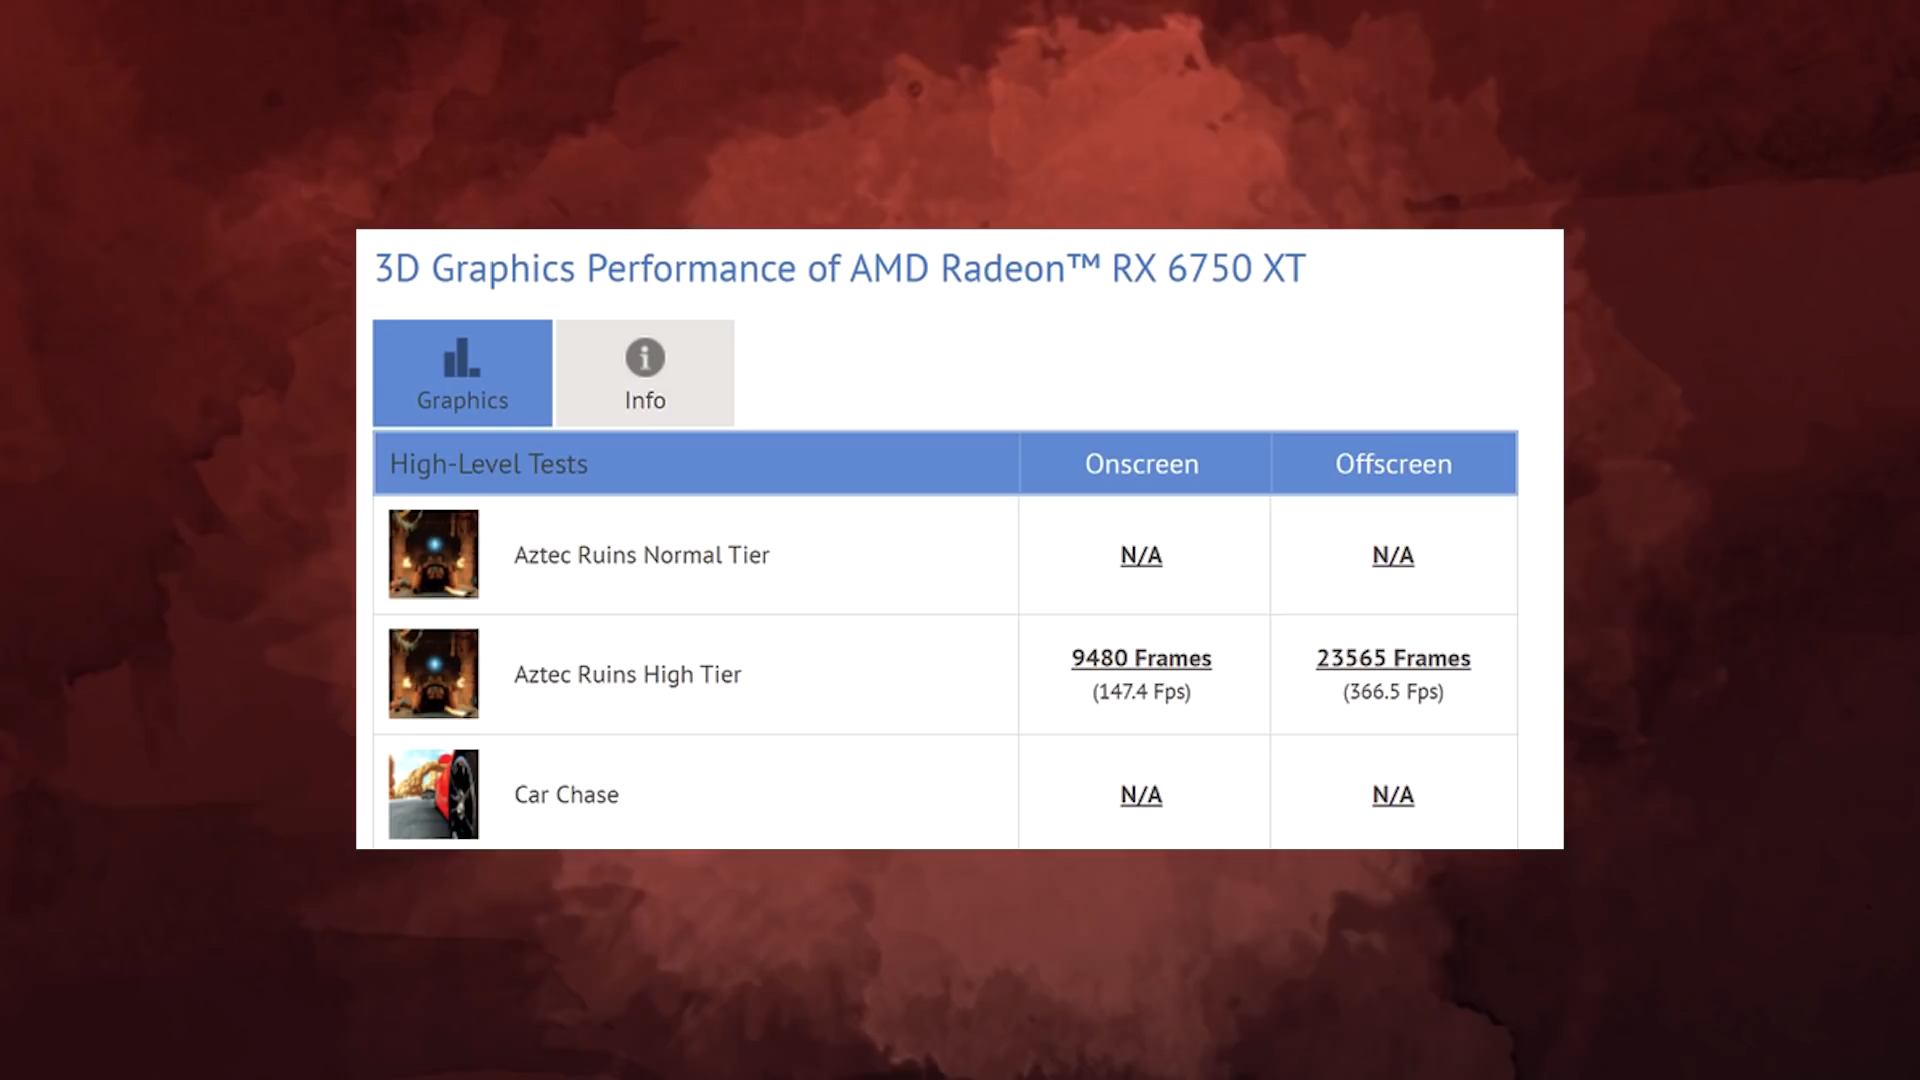 3D Graphics Performance of AMD Radeon™ RX 6750 XT
Graphics
Info
High-Level Tests Onscreen Offscreen
Aztec Ruins Normal Tier N/A N/A
Aztec Ruins High Tier 9480 Frames 23565 Frames
(147.4 Fps) (366.5 Fps)
Car Chase N/A N/A